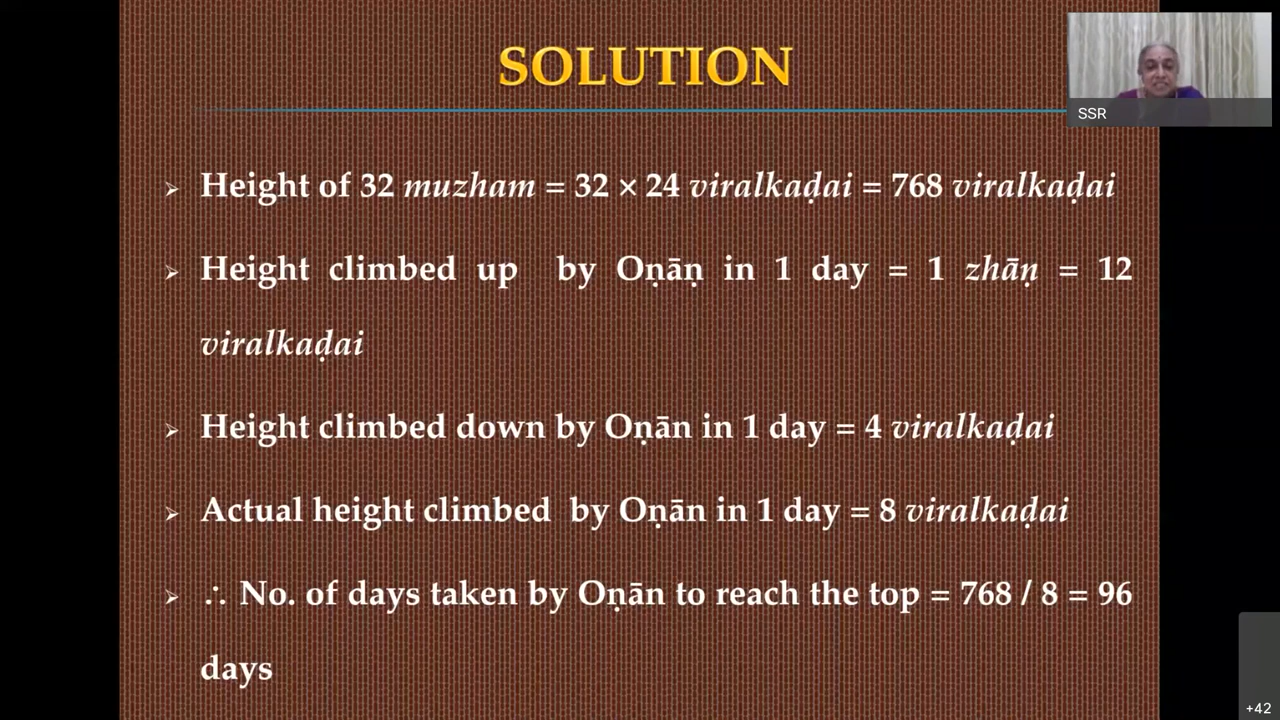 SOLUTION
SSR
➢ Height of 32 muzham = 32 × 24 viralkaḍai = 768 viralkaḍai
➢ Height climbed up by Oṇāṇ in 1 day = 1 zhāṇ = 12
viralkaḍai
➢ Height climbed down by Oṇān in 1 day = 4 viralkaḍai
➢ Actual height climbed by Oṇān in 1 day = 8 viralkaḍai
➢ ∴ No. of days taken by Oṇān to reach the top = 768 / 8 = 96
days
+42